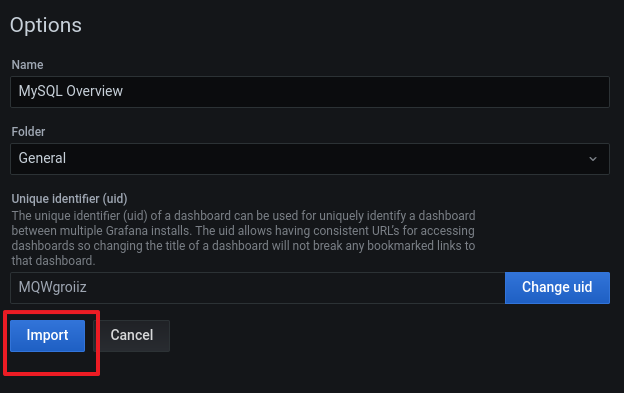 Options
Name
MySQL Overview
Folder
General
Unique identifier (uid)
The unique identifier (uid) of a dashboard can be used for uniquely identify a dashboard
between multiple Grafana installs. The uid allows having consistent URL's for accessing
dashboards so changing the title of a dashboard will not break any bookmarked links to
that dashboard.
MQWgroiiz Change uid
Import Cancel